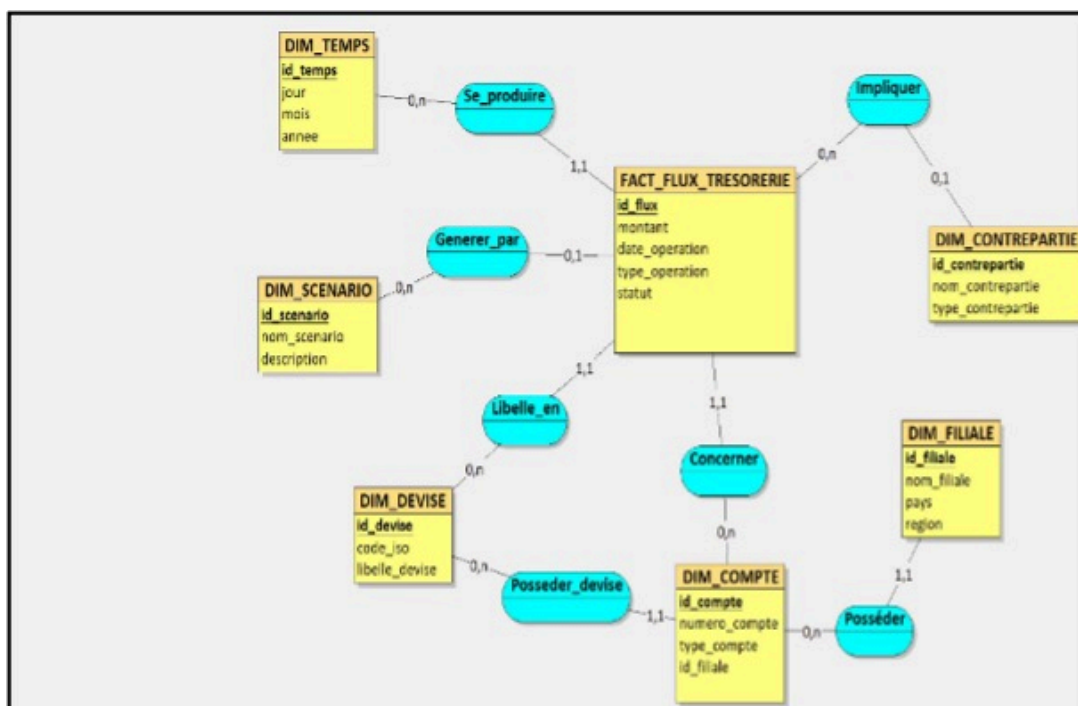 DIM_TEMPS
id_temps
jour
mois
annee
0,n
Se_produire
1,1
Impliquer
0,n
0,1
FACT_FLUX_TRESORERIE
id_flux
montant
date_operation
type_operation
statut
DIM_CONTREPARTIE
id_contrepartie
nom_contrepartie
type_contrepartie
Génerer_par
0,1
0,n
DIM_SCENARIO
id_scenario
nom_scenario
description
1,1
Libelle_en
0,n
1,1
Concerner
0,n
DIM_FILIALE
id_filiale
nom_filiale
pays
region
1,1
DIM_DEVISE
id_devise
code_iso
libelle_devise
0,n
Posseder_devise
1,1
DIM_COMPTE
id_compte
numero_compte
type_compte
id_filiale
0,n
Posséder